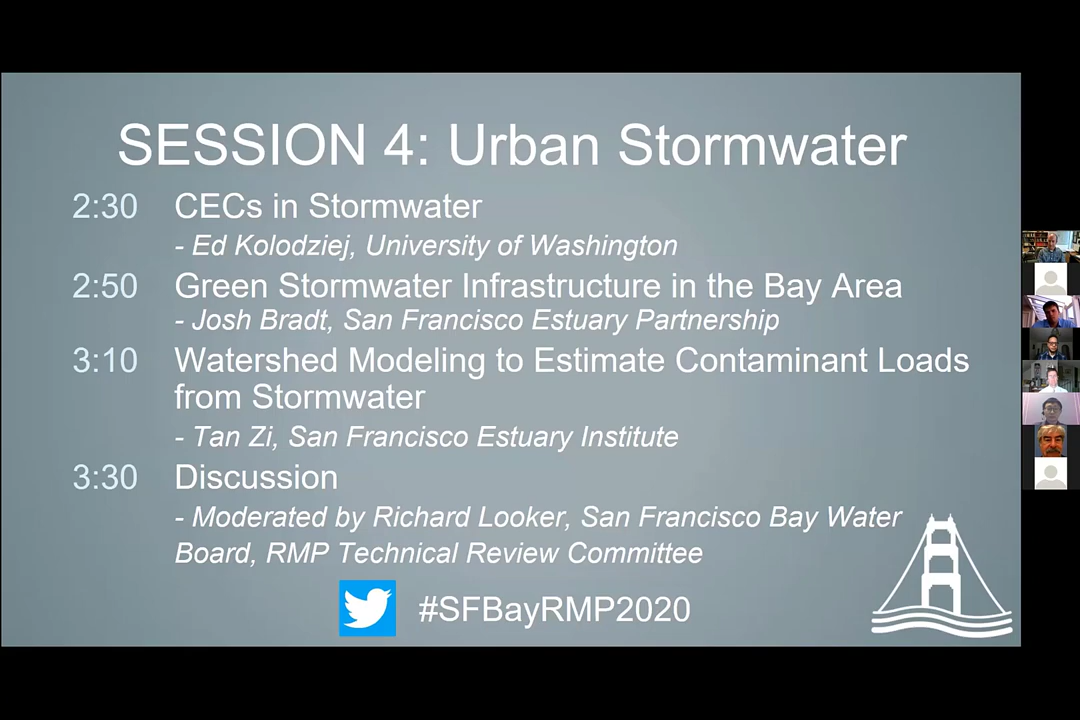 SESSION 4: Urban Stormwater
2:30 CECs in Stormwater
- Ed Kolodziej, University of Washington
2:50 Green Stormwater Infrastructure in the Bay Area
- Josh Bradt, San Francisco Estuary Partnership
3:10 Watershed Modeling to Estimate Contaminant Loads
from Stormwater
- Tan Zi, San Francisco Estuary Institute
3:30 Discussion
- Moderated by Richard Looker, San Francisco Bay Water
Board, RMP Technical Review Committee
#SFBayRMP2020